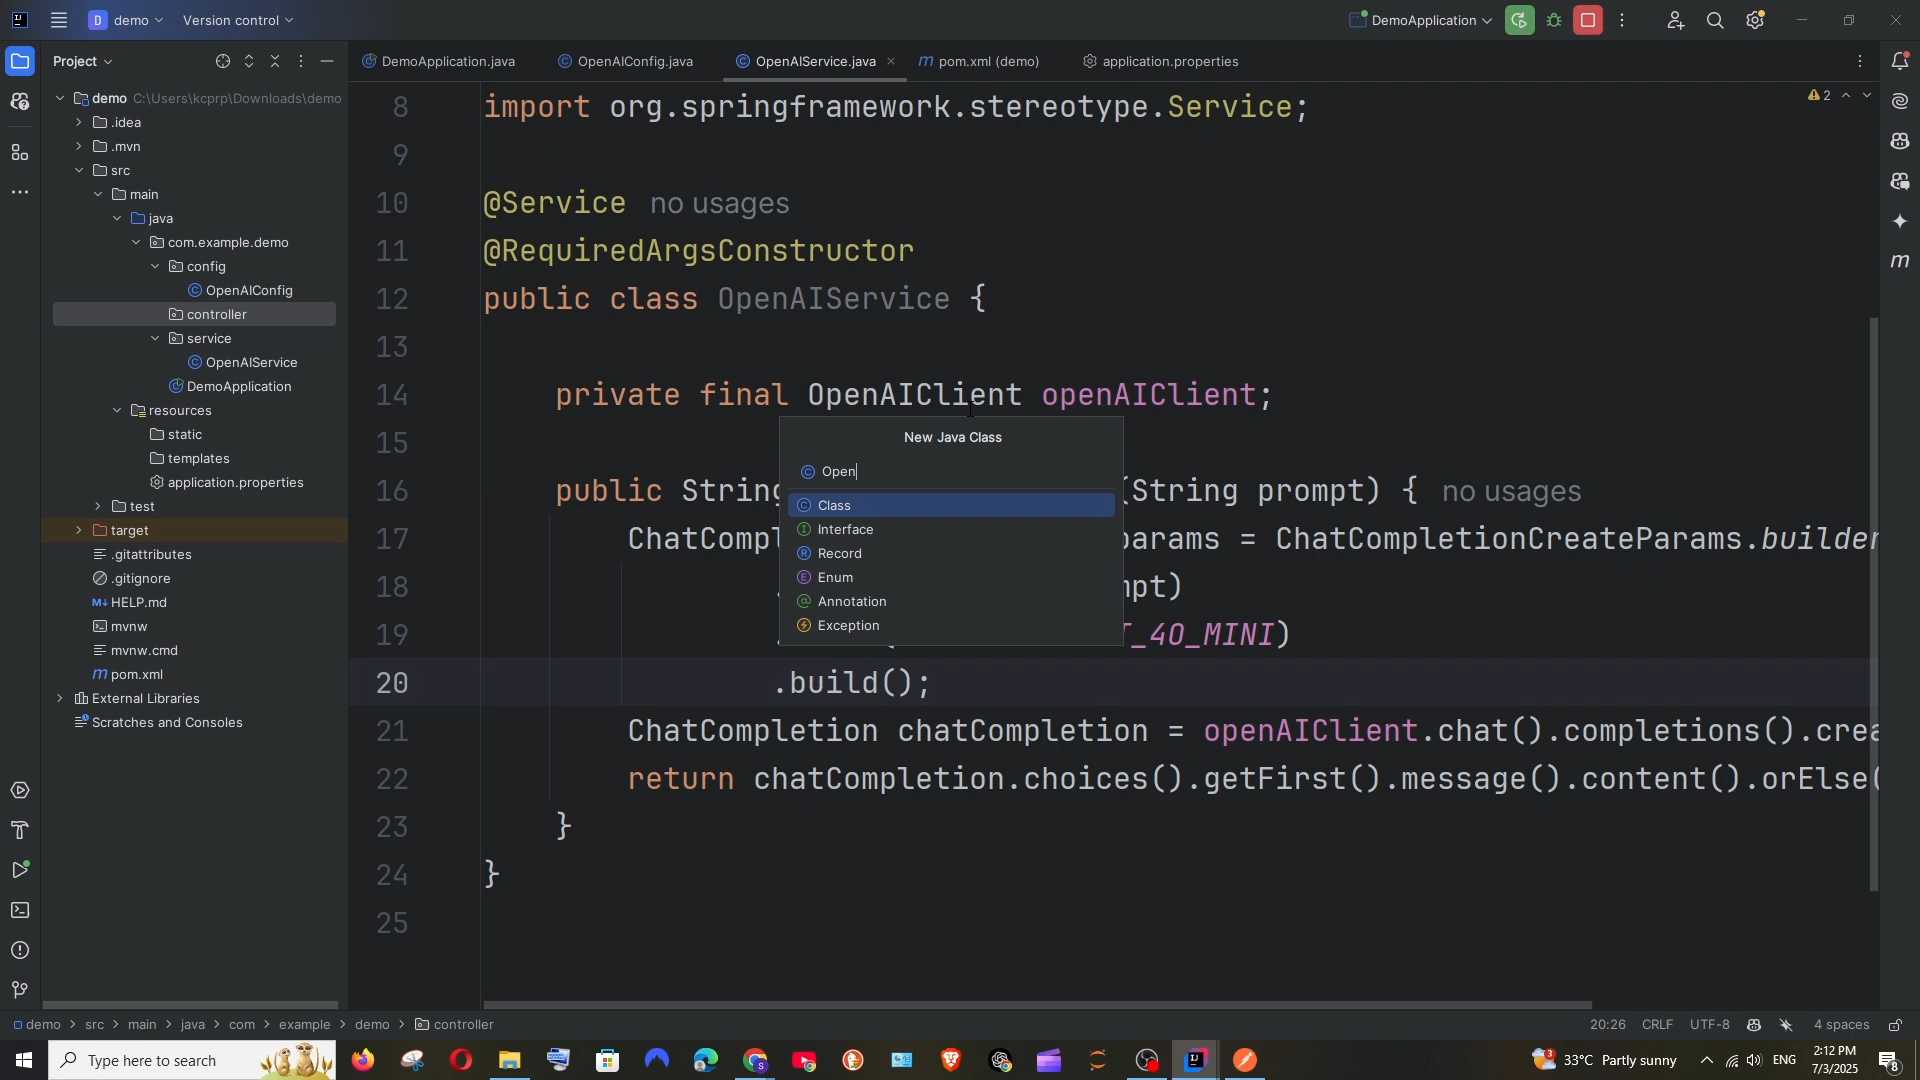 D demo Version control DemoApplication
Project
DemoApplication.java OpenAIConfig.java OpenAIService.java pom.xml (demo) application.properties
demo C:\Users\kcprp\Downloads\demo
.idea
.mvn
src
main
java
com.example.demo
config
OpenAIConfig
controller
service
OpenAIService
DemoApplication
resources
static
templates
application.properties
test
target
.gitattributes
.gitignore
HELP.md
mvnw
mvnw.cmd
pom.xml
External Libraries
Scratches and Consoles
2
8 import org.springframework.stereotype.Service;
9
10 @Service no usages
11 @RequiredArgsConstructor
12 public class OpenAIService {
13
14 private final OpenAIClient openAIClient;
15
16 public String (String prompt) { no usages
17 ChatCompl params = ChatCompletionCreateParams.builder
18 pt)
19 T_4O_MINI)
20 .build();
21 ChatCompletion chatCompletion = openAIClient.chat().completions().crea
22 return chatCompletion.choices().getFirst().message().content().orElse(
23 }
24 }
25
New Java Class
Open
Class
Interface
Record
Enum
Annotation
Exception
demo > src > main > java > com > example > demo > controller
20:26 CRLF UTF-8 4 spaces
Type here to search
3 33°C Partly sunny ENG 2:12 PM
7/3/2025 8